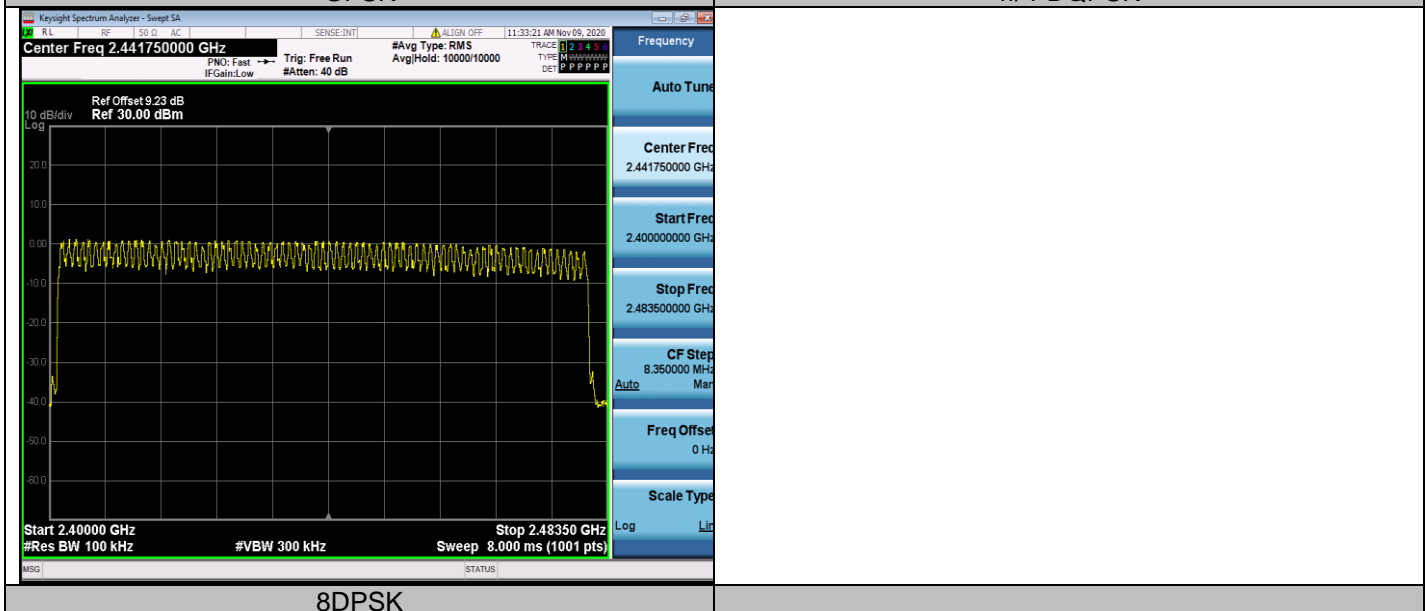 Keysight Spectrum Analyzer - Swept SA
RL RF 50 Ω AC SENSE:INT ALIGN OFF 11:33:21 AM Nov 09, 2020
Center Freq 2.441750000 GHz
PNO: Fast
IFGain:Low
Trig: Free Run
#Atten: 40 dB
#Avg Type: RMS
Avg|Hold: 10000/10000
TRACE 1 2 3 4 5 6
TYPE M WWWWW
DET P P P P P P
Frequency
Auto Tune
Ref Offset 9.23 dB
10 dB/div Ref 30.00 dBm
Log
20.0
10.0
0.00
-10.0
-20.0
-30.0
-40.0
-50.0
-60.0
Center Freq
2.441750000 GHz
Start Freq
2.400000000 GHz
Stop Freq
2.483500000 GHz
CF Step
8.350000 MHz
Auto Man
Freq Offset
0 Hz
Scale Type
Log Lin
Start 2.40000 GHz Stop 2.48350 GHz
#Res BW 100 kHz #VBW 300 kHz Sweep 8.000 ms (1001 pts)
MSG STATUS
8DPSK